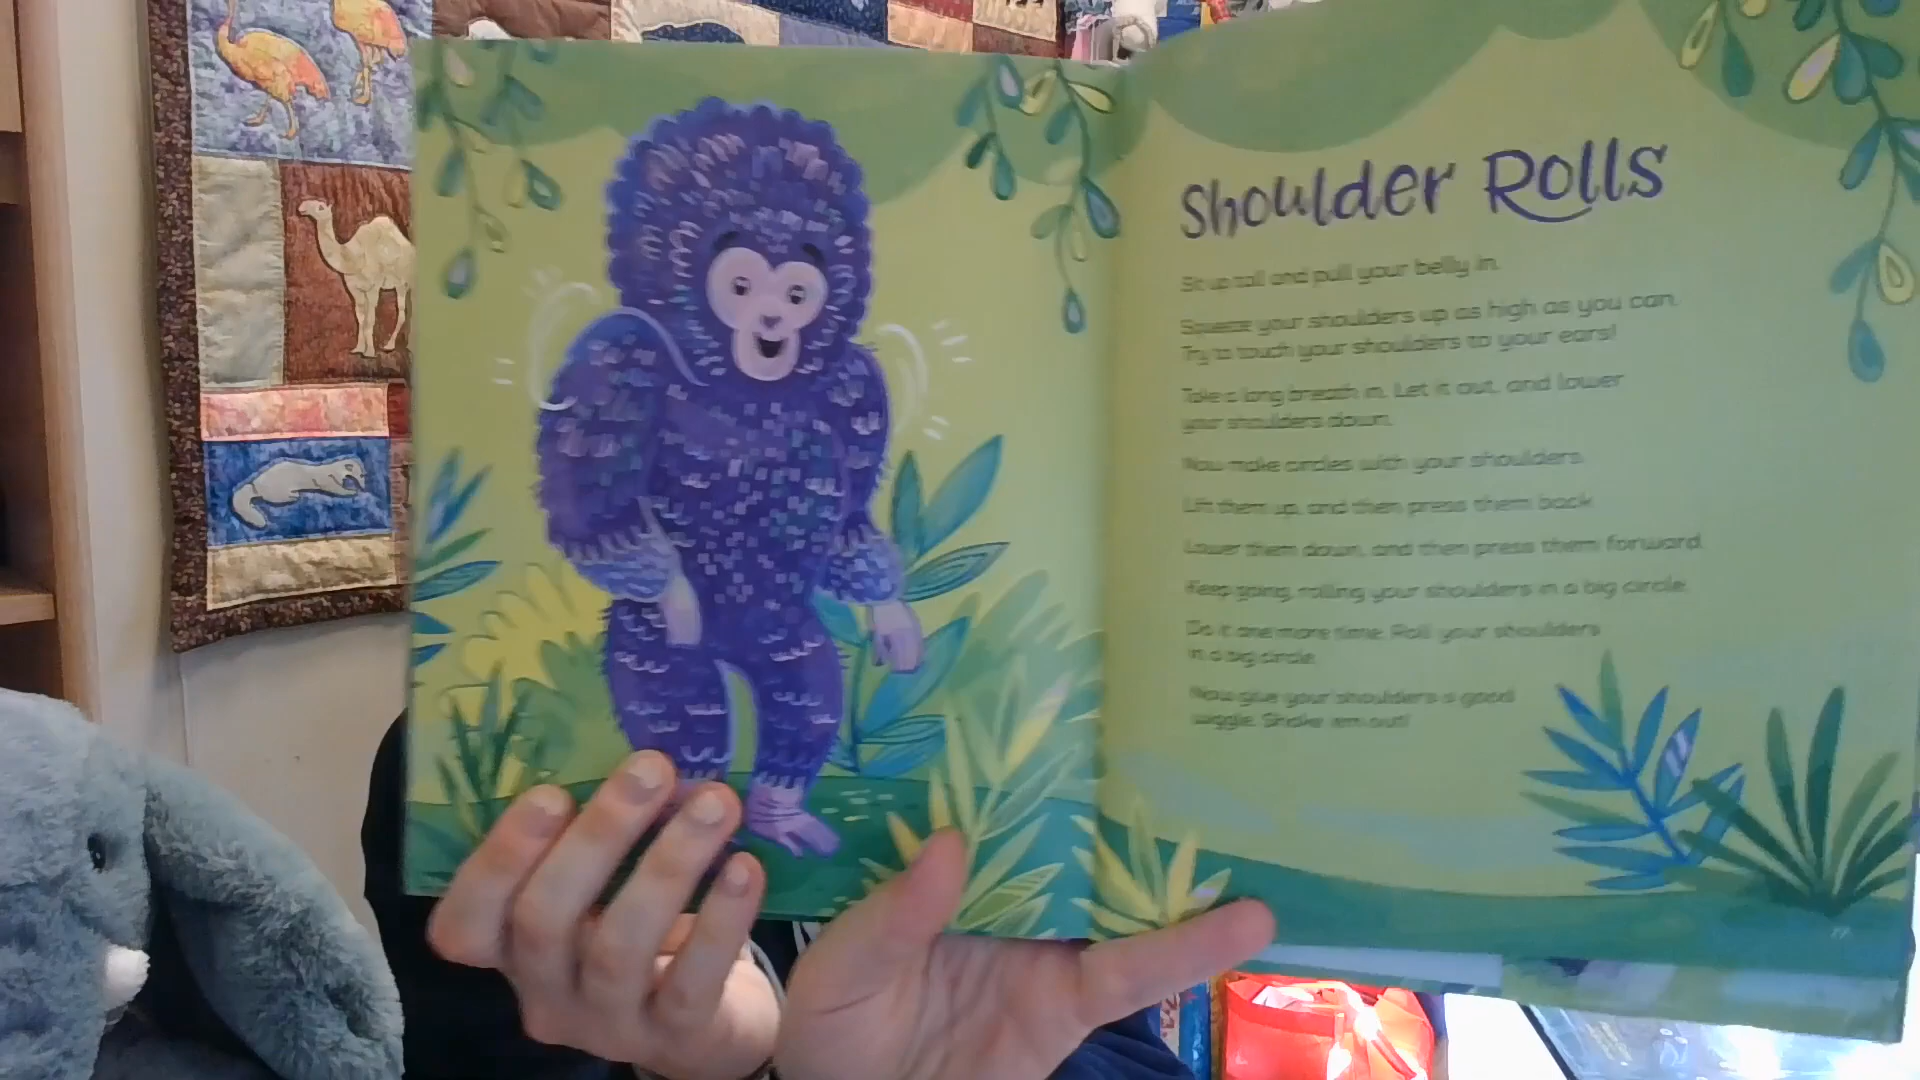 Shoulder Rolls
Sit up tall and pull your belly in.
Squeeze your shoulders up as high as you can.
Try to touch your shoulders to your ears!
Take a long breath in. Let it out, and lower
your shoulders down.
Now make circles with your shoulders.
Lift them up, and then press them back.
Lower them down, and then press them forward.
Keep going, rolling your shoulders in a big circle.
Do it one more time. Roll your shoulders
in a big circle.
Now give your shoulders a good
wiggle. Shake 'em out!